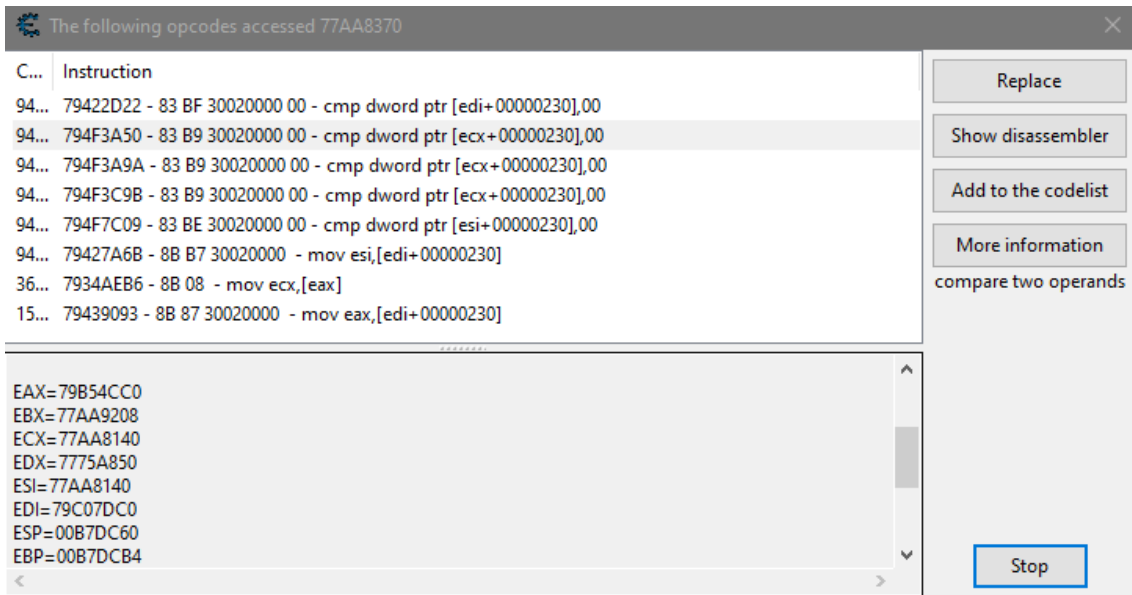 The following opcodes accessed 77AA8370
C... Instruction
94... 79422D22 - 83 BF 30020000 00 - cmp dword ptr [edi+00000230],00
94... 794F3A50 - 83 B9 30020000 00 - cmp dword ptr [ecx+00000230],00
94... 794F3A9A - 83 B9 30020000 00 - cmp dword ptr [ecx+00000230],00
94... 794F3C9B - 83 B9 30020000 00 - cmp dword ptr [ecx+00000230],00
94... 794F7C09 - 83 BE 30020000 00 - cmp dword ptr [esi+00000230],00
94... 79427A6B - 8B B7 30020000 - mov esi,[edi+00000230]
36... 7934AEB6 - 8B 08 - mov ecx,[eax]
15... 79439093 - 8B 87 30020000 - mov eax,[edi+00000230]
Replace
Show disassembler
Add to the codelist
More information
compare two operands
EAX=79B54CC0
EBX=77AA9208
ECX=77AA8140
EDX=7775A850
ESI=77AA8140
EDI=79C07DC0
ESP=00B7DC60
EBP=00B7DCB4
Stop